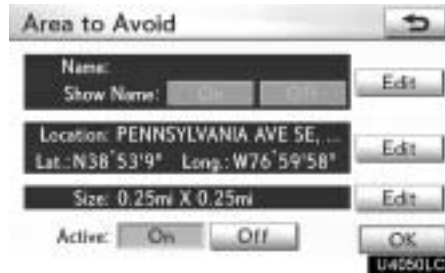 Area to Avoid
Name:
Show Name: On Off
Edit
Location: PENNSYLVANIA AVE SE, ...
Lat.:N38°53'9" Long.:W76°59'58"
Edit
Size: 0.25mi X 0.25mi
Edit
Active: On Off
OK
U4050LC